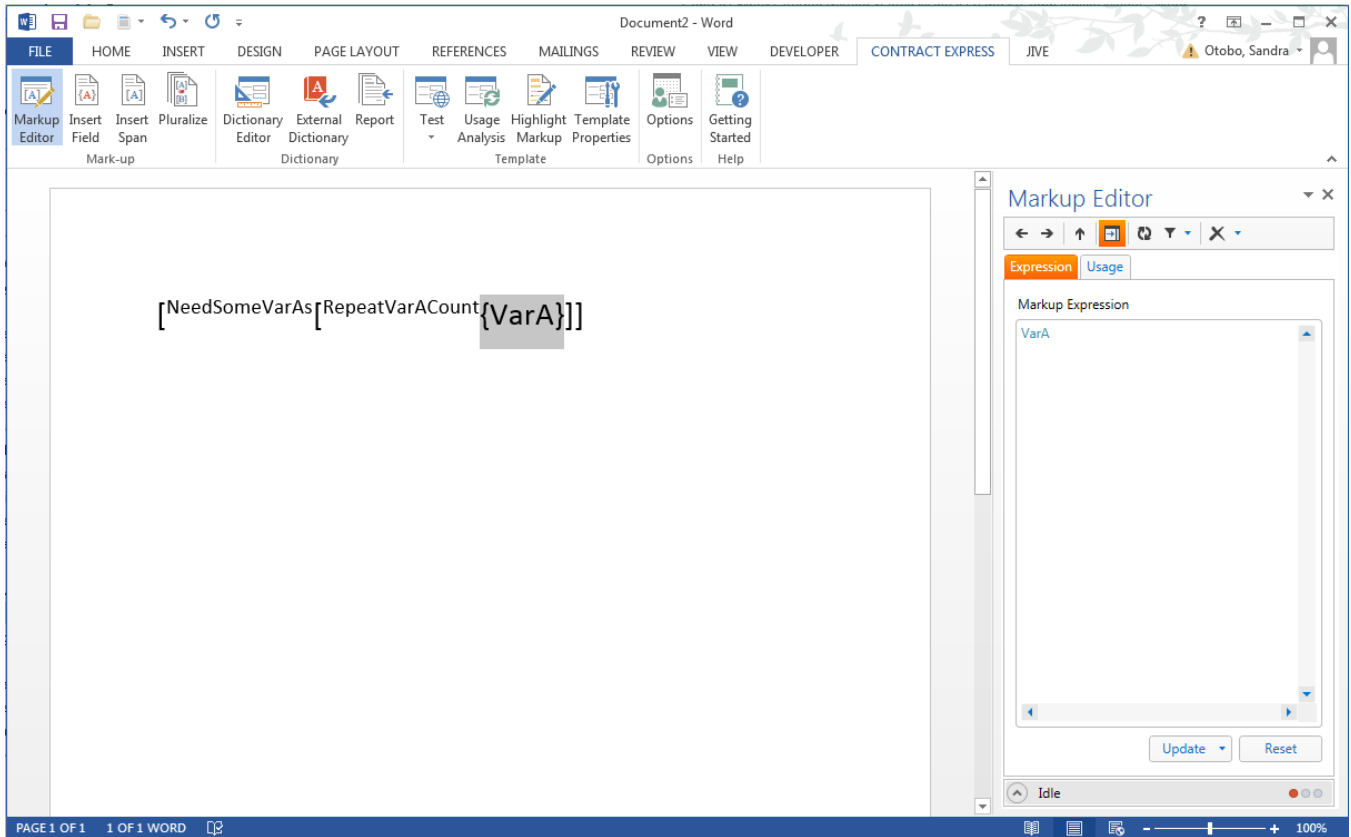 Document2 - Word
?
FILE HOME INSERT DESIGN PAGE LAYOUT REFERENCES MAILINGS REVIEW VIEW DEVELOPER CONTRACT EXPRESS JIVE Otobo, Sandra
Markup Editor
Insert Field
Insert Span
Pluralize
Dictionary Editor
External Dictionary
Report
Test
Usage Analysis
Highlight Markup
Template Properties
Options
Getting Started
Mark-up Dictionary Template Options Help
[NeedSomeVarAs[RepeatVarACount{VarA}]]
Markup Editor
Expression Usage
Markup Expression
VarA
Update Reset
Idle
PAGE 1 OF 1 1 OF 1 WORD 100%